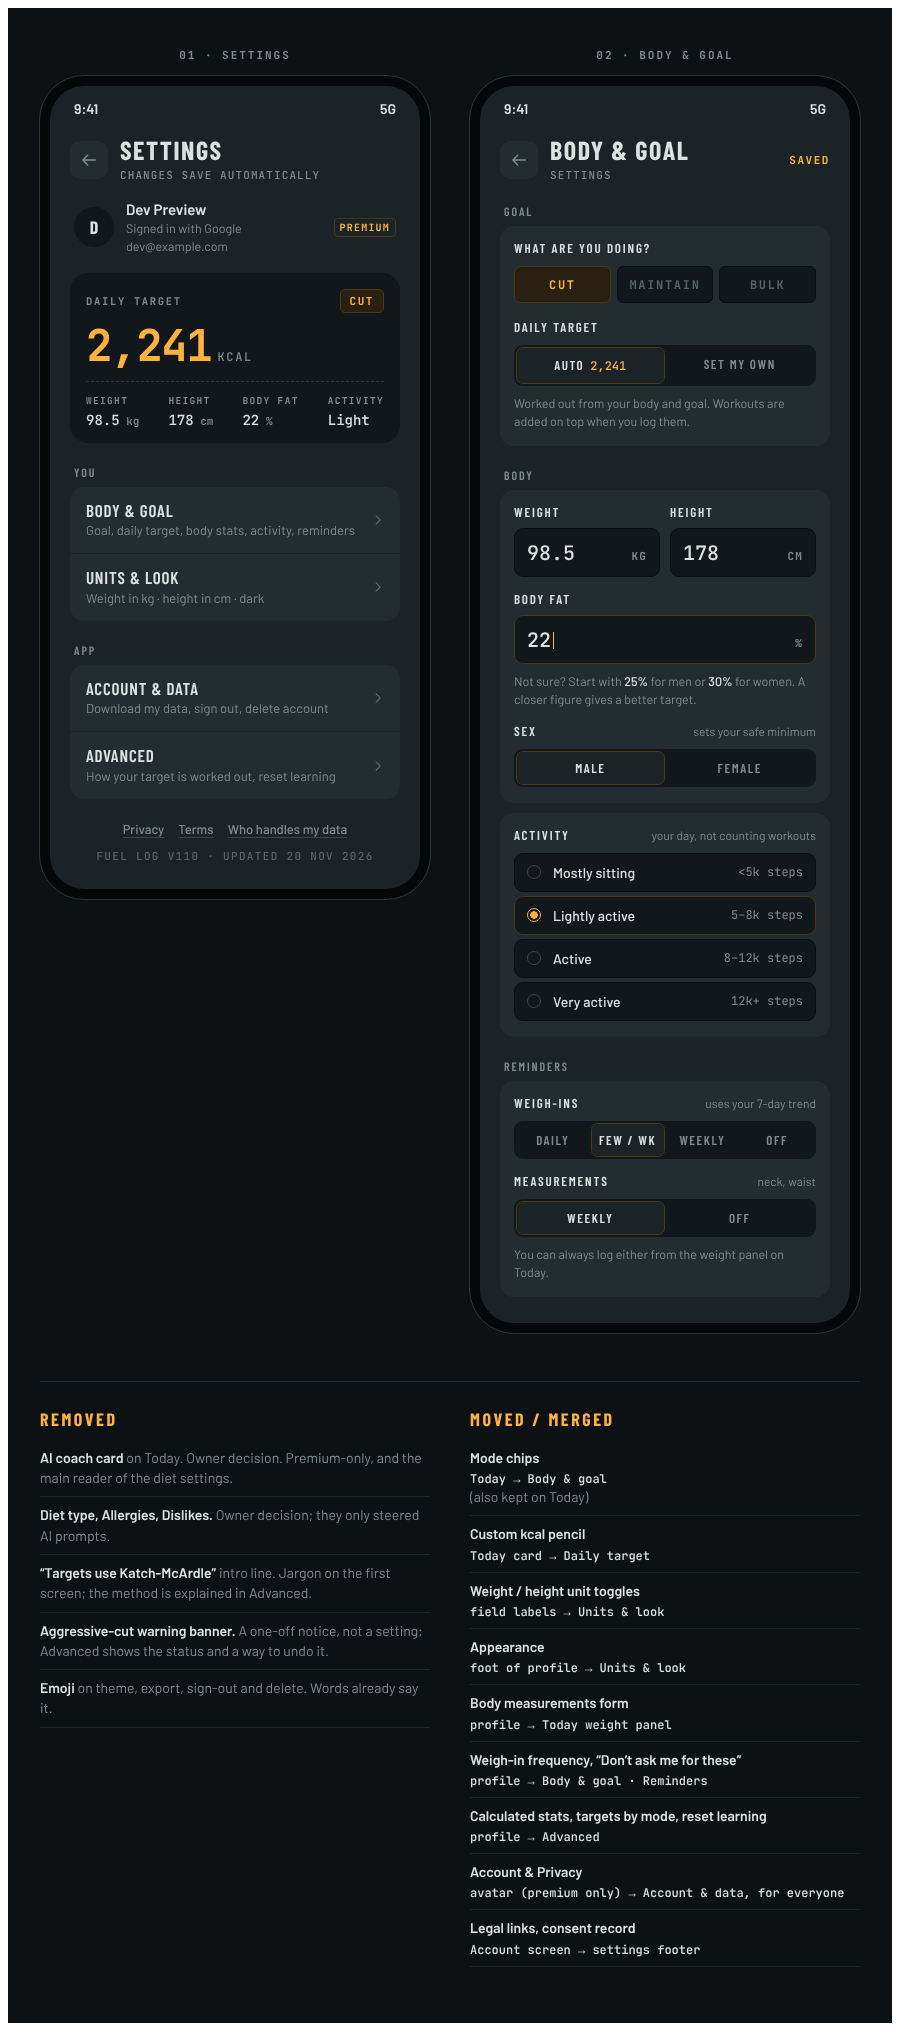 01 · SETTINGS
9:41
5G
SETTINGS
CHANGES SAVE AUTOMATICALLY
D
Dev Preview
Signed in with Google
dev@example.com
PREMIUM
DAILY TARGET
CUT
2,241 KCAL
WEIGHT HEIGHT BODY FAT ACTIVITY
98.5 kg 178 cm 22 % Light
YOU
BODY & GOAL
Goal, daily target, body stats, activity, reminders
UNITS & LOOK
Weight in kg · height in cm · dark
APP
ACCOUNT & DATA
Download my data, sign out, delete account
ADVANCED
How your target is worked out, reset learning
Privacy Terms Who handles my data
FUEL LOG V110 · UPDATED 20 NOV 2026
02 · BODY & GOAL
9:41
5G
BODY & GOAL
SETTINGS
SAVED
GOAL
WHAT ARE YOU DOING?
CUT MAINTAIN BULK
DAILY TARGET
AUTO 2,241 SET MY OWN
Worked out from your body and goal. Workouts are
added on top when you log them.
BODY
WEIGHT HEIGHT
98.5 KG 178 CM
BODY FAT
22 %
Not sure? Start with 25% for men or 30% for women. A
closer figure gives a better target.
SEX sets your safe minimum
MALE FEMALE
ACTIVITY your day, not counting workouts
Mostly sitting <5k steps
Lightly active 5–8k steps
Active 8–12k steps
Very active 12k+ steps
REMINDERS
WEIGH-INS uses your 7-day trend
DAILY FEW / WK WEEKLY OFF
MEASUREMENTS neck, waist
WEEKLY OFF
You can always log either from the weight panel on
Today.
REMOVED
AI coach card on Today. Owner decision. Premium-only, and the
main reader of the diet settings.
Diet type, Allergies, Dislikes. Owner decision; they only steered
AI prompts.
“Targets use Katch-McArdle” intro line. Jargon on the first
screen; the method is explained in Advanced.
Aggressive-cut warning banner. A one-off notice, not a setting;
Advanced shows the status and a way to undo it.
Emoji on theme, export, sign-out and delete. Words already say
it.
MOVED / MERGED
Mode chips
Today → Body & goal
(also kept on Today)
Custom kcal pencil
Today card → Daily target
Weight / height unit toggles
field labels → Units & look
Appearance
foot of profile → Units & look
Body measurements form
profile → Today weight panel
Weigh-in frequency, “Don’t ask me for these”
profile → Body & goal · Reminders
Calculated stats, targets by mode, reset learning
profile → Advanced
Account & Privacy
avatar (premium only) → Account & data, for everyone
Legal links, consent record
Account screen → settings footer